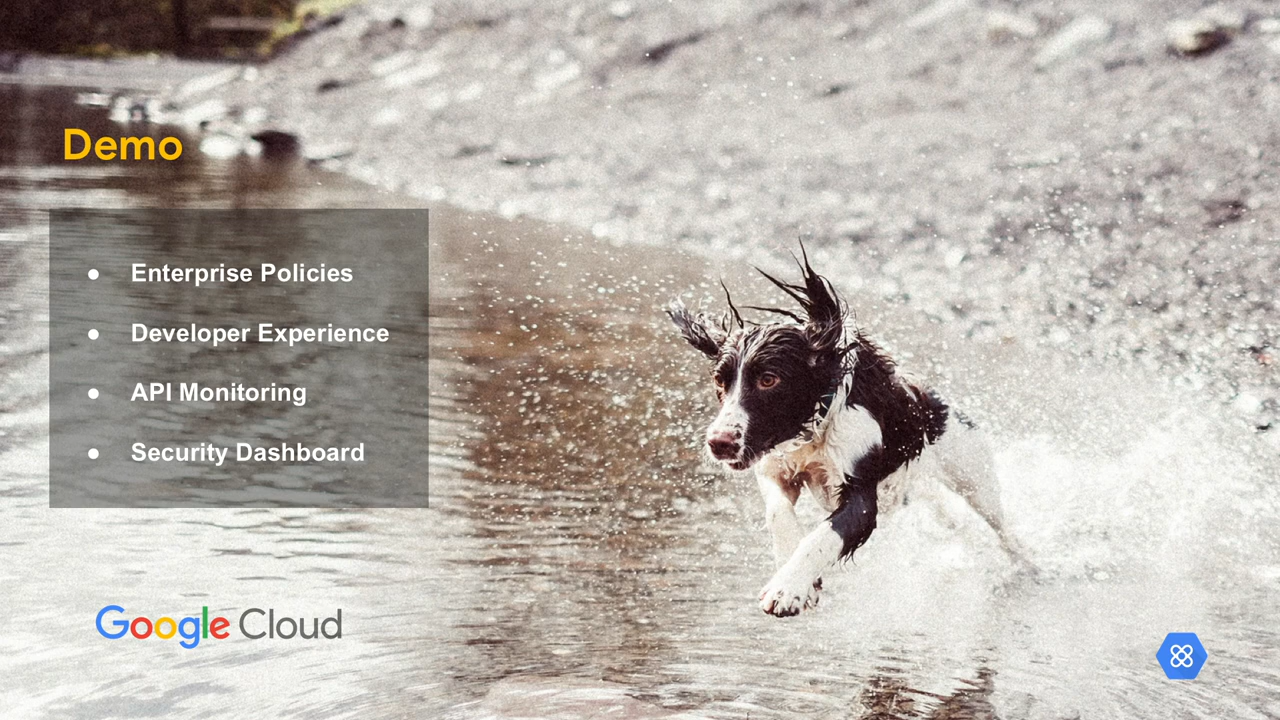 Demo
● Enterprise Policies
● Developer Experience
● API Monitoring
● Security Dashboard
Google Cloud